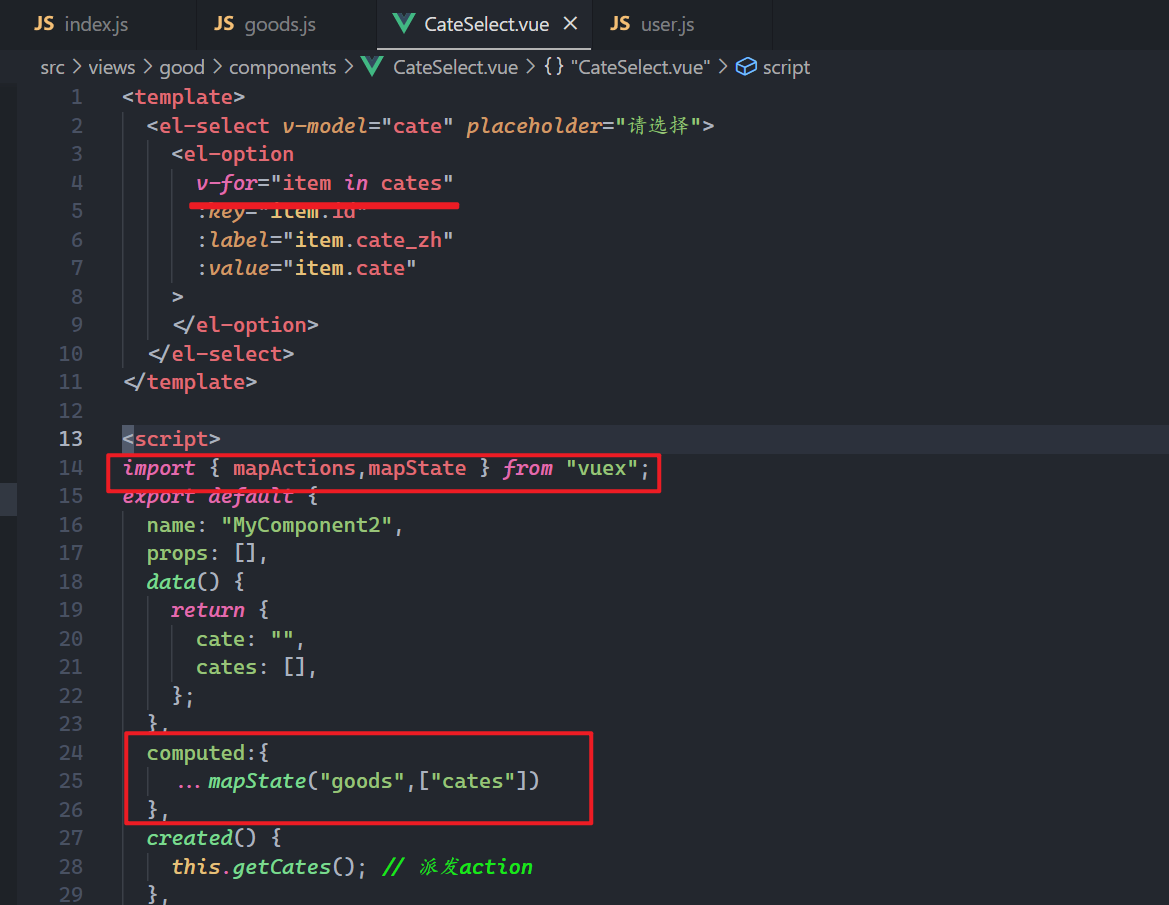 JS index.js JS goods.js CateSelect.vue × JS user.js
src > views > good > components > CateSelect.vue > {} "CateSelect.vue" > script
1 <template>
2 <el-select v-model="cate" placeholder="请选择">
3 <el-option
4 v-for="item in cates"
5 :key="item.id"
6 :label="item.cate_zh"
7 :value="item.cate"
8 >
9 </el-option>
10 </el-select>
11 </template>
12
13 <script>
14 import { mapActions,mapState } from "vuex";
15 export default {
16 name: "MyComponent2",
17 props: [],
18 data() {
19 return {
20 cate: "",
21 cates: [],
22 };
23 },
24 computed:{
25 ...mapState("goods",["cates"])
26 },
27 created() {
28 this.getCates(); // 派发action
29 },